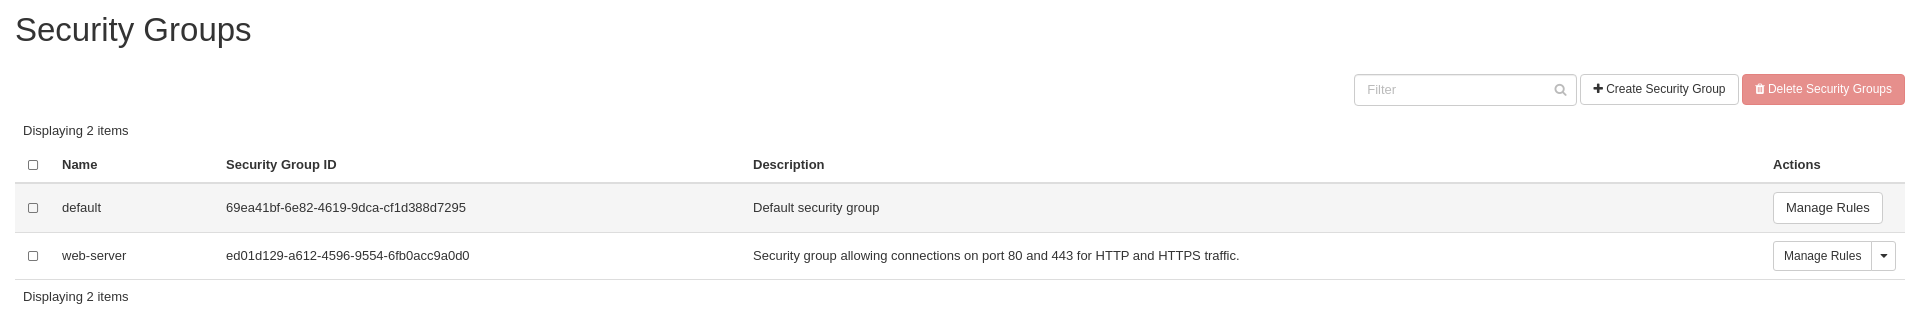 Security Groups
Filter
Create Security Group
Delete Security Groups
Displaying 2 items
Name Security Group ID Description Actions
default 69ea41bf-6e82-4619-9dca-cf1d388d7295 Default security group Manage Rules
web-server ed01d129-a612-4596-9554-6fb0acc9a0d0 Security group allowing connections on port 80 and 443 for HTTP and HTTPS traffic. Manage Rules
Displaying 2 items